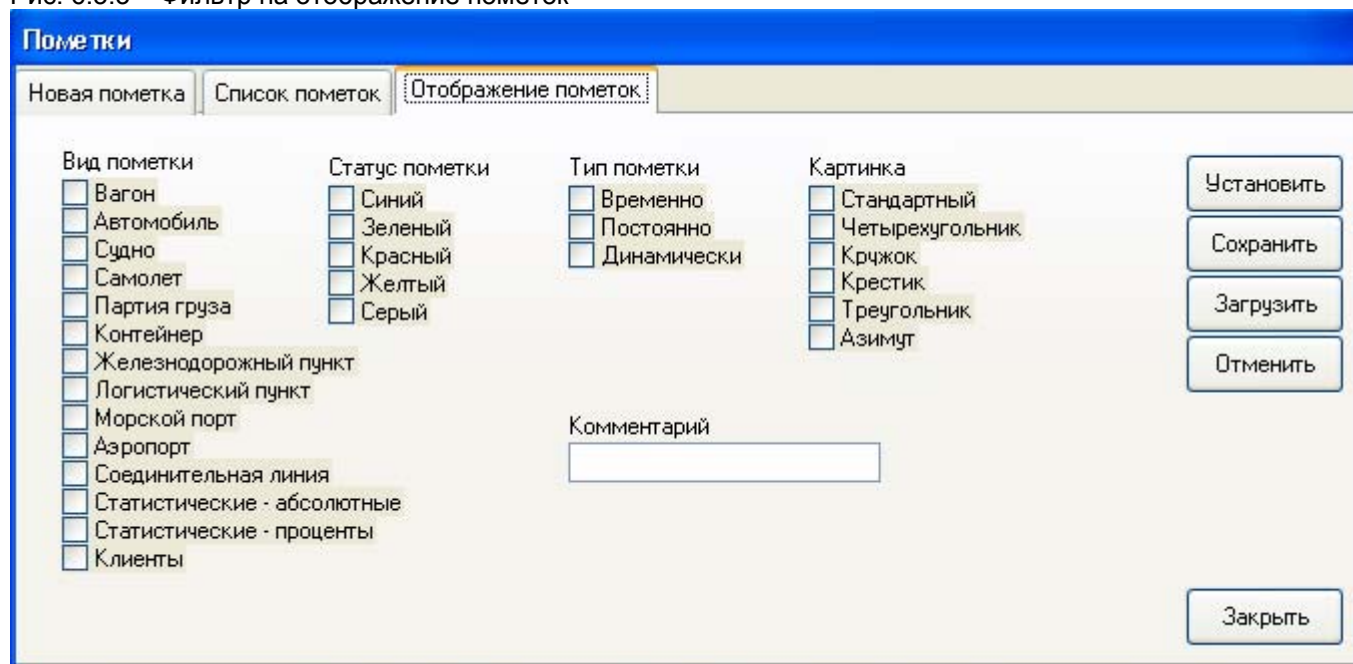 Пометки
Новая пометка Список пометок Отображение пометок
Вид пометки
Вагон
Автомобиль
Судно
Самолет
Партия груза
Контейнер
Железнодорожный пункт
Логистический пункт
Морской порт
Аэропорт
Соединительная линия
Статистические - абсолютные
Статистические - проценты
Клиенты
Статус пометки
Синий
Зеленый
Красный
Желтый
Серый
Тип пометки
Временно
Постоянно
Динамически
Картинка
Стандартный
Четырехугольник
Кружок
Крестик
Треугольник
Азимут
Комментарий
Установить
Сохранить
Загрузить
Отменить
Закрыть